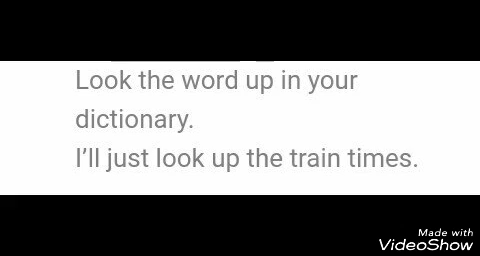 Look the word up in your
dictionary.
I'll just look up the train times.
Made with
VideoShow